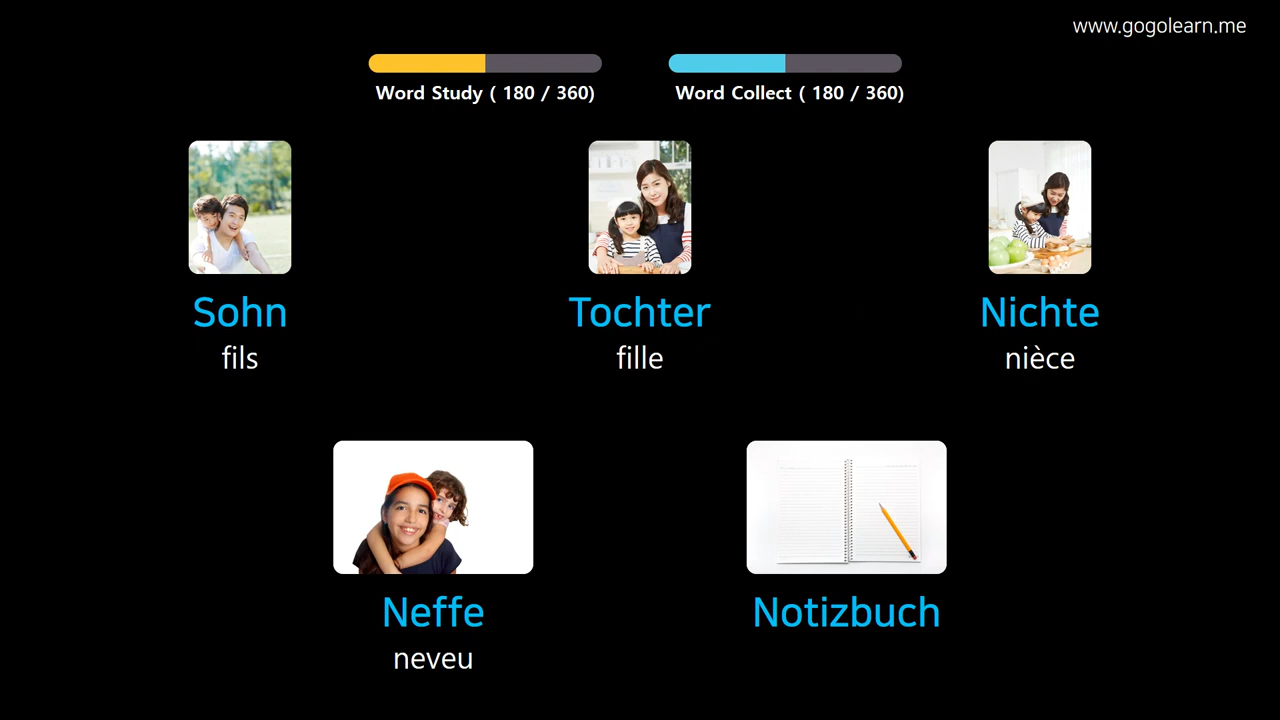 www.gogolearn.me
Word Study ( 180 / 360)
Word Collect ( 180 / 360)
Sohn
fils
Tochter
fille
Nichte
nièce
Neffe
neveu
Notizbuch